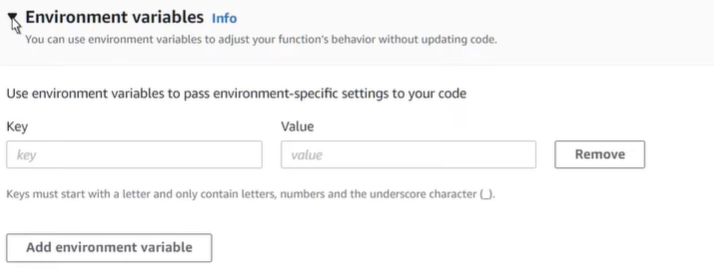 Environment variables Info
You can use environment variables to adjust your function's behavior without updating code.
Use environment variables to pass environment-specific settings to your code
Key Value
key value Remove
Keys must start with a letter and only contain letters, numbers and the underscore character (_).
Add environment variable